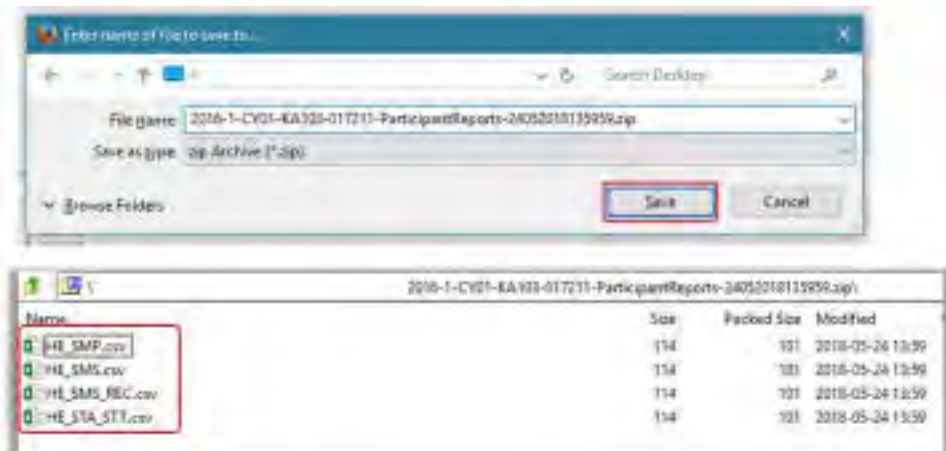 Enter name of file to save to...
Search Desktop
File name 2016-1-CY01-KA103-017211-ParticipantReports-24052018135959.zip
Save as type zip Archive (*.zip)
Browse Folders Save Cancel
\ 2016-1-CY01-KA103-017211-ParticipantReports-24052018135959.zip\
Name Size Packed Size Modified
HE_SMP.csv 114 101 2018-05-24 13:59
HE_SMS.csv 114 101 2018-05-24 13:59
HE_SMS_REC.csv 114 101 2018-05-24 13:59
HE_STA_STT.csv 114 101 2018-05-24 13:59